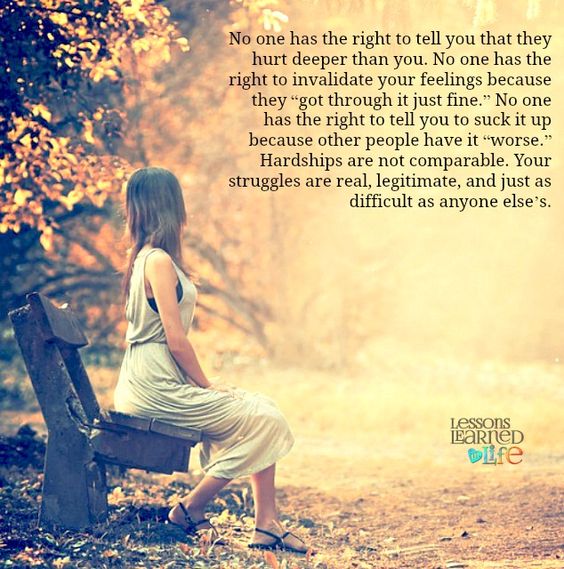 No one has the right to tell you that they
hurt deeper than you. No one has the
right to invalidate your feelings because
they “got through it just fine.” No one
has the right to tell you to suck it up
because other people have it “worse.”
Hardships are not comparable. Your
struggles are real, legitimate, and just as
difficult as anyone else’s.
Lessons
Learned
in Life